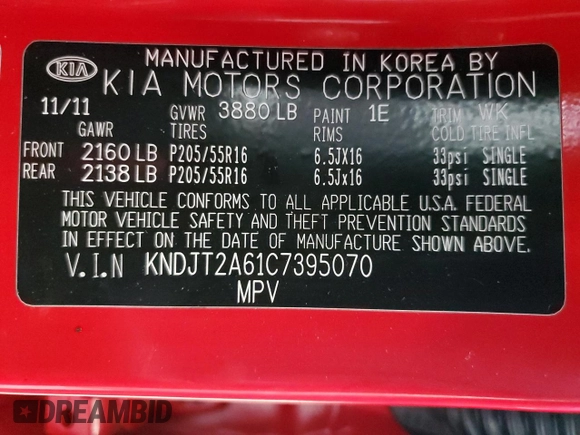 MANUFACTURED IN KOREA BY
KIA KIA MOTORS CORPORATION
11/11 GVWR 3880 LB PAINT 1E TRIM WK
GAWR TIRES RIMS COLD TIRE INFL
FRONT 2160 LB P205/55R16 6.5JX16 33psi SINGLE
REAR 2138 LB P205/55R16 6.5Jx16 33psi SINGLE
THIS VEHICLE CONFORMS TO ALL APPLICABLE U.S.A. FEDERAL
MOTOR VEHICLE SAFETY AND THEFT PREVENTION STANDARDS
IN EFFECT ON THE DATE OF MANUFACTURE SHOWN ABOVE.
V.I.N KNDJT2A61C7395070
MPV
DREAMBID